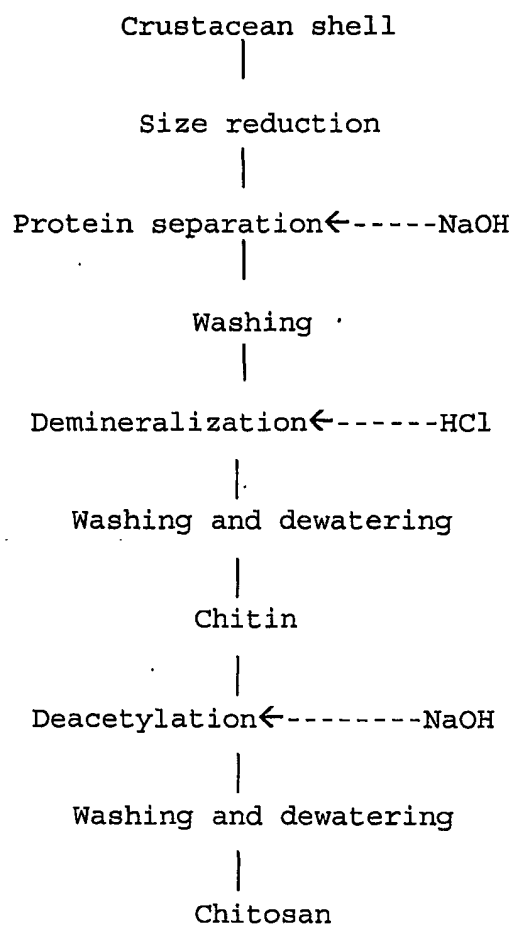 Crustacean shell
|
Size reduction
|
Protein separation←-----NaOH
|
Washing
|
Demineralization←------HCl
|
Washing and dewatering
|
Chitin
|
Deacetylation←--------NaOH
|
Washing and dewatering
|
Chitosan